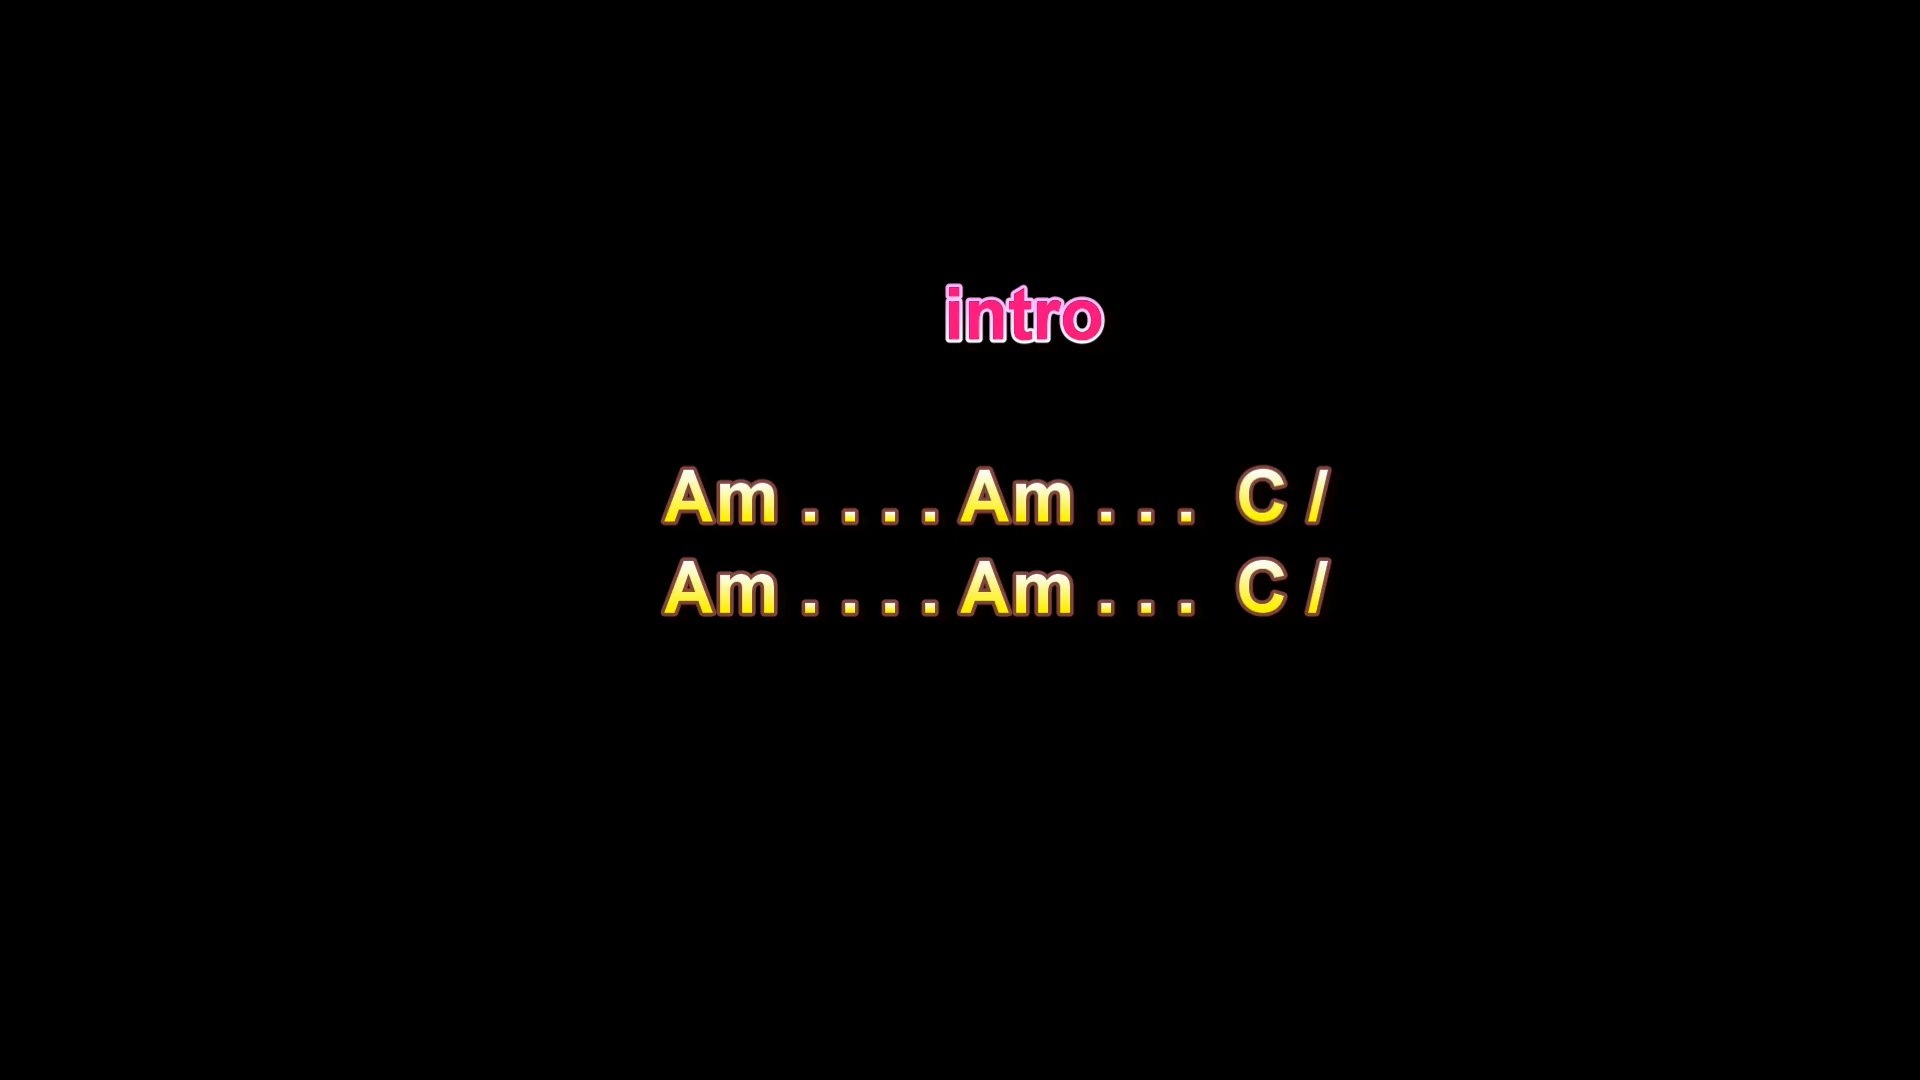 intro
Am . . . . Am . . . C /
Am . . . . Am . . . C /